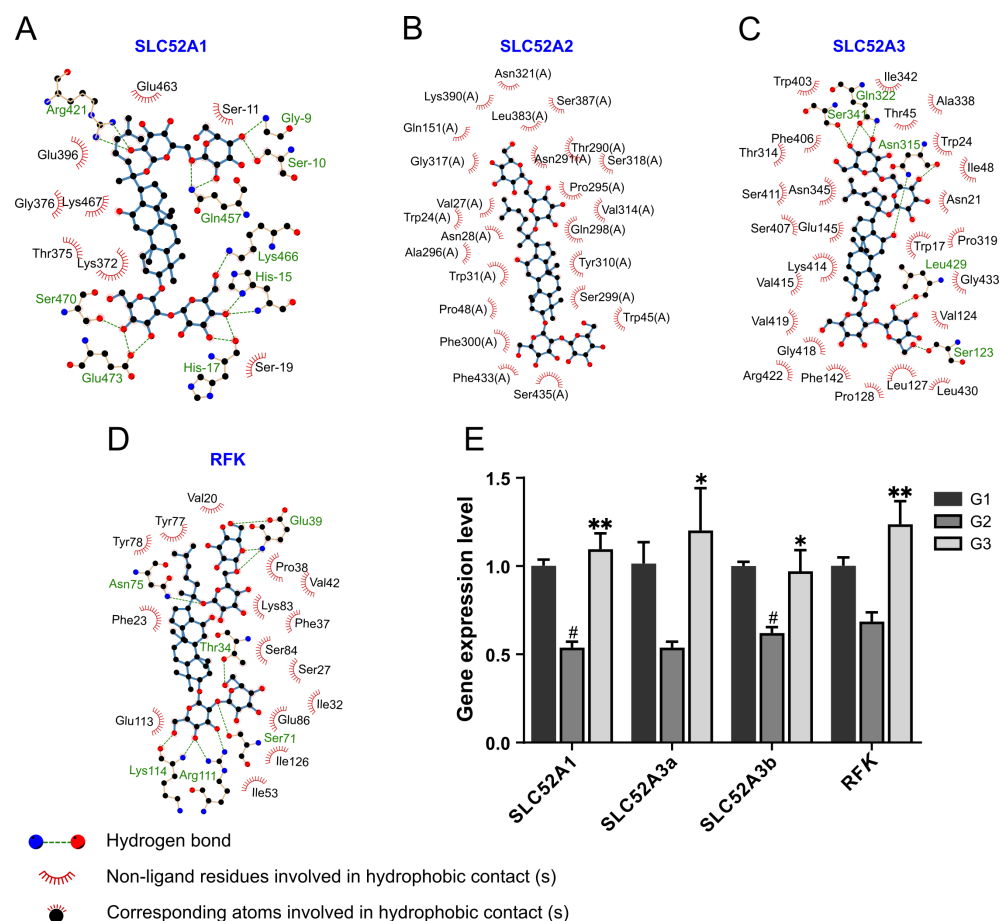 A
SLC52A1
Glu463
Arg421
Ser-11
Gly-9
Glu396
Ser-10
Gly376
Lys467
Gln457
Thr375
Lys372
Lys466
His-15
Ser470
Glu473
His-17
Ser-19
B
SLC52A2
Asn321(A)
Lys390(A)
Ser387(A)
Leu383(A)
Gln151(A)
Thr290(A)
Gly317(A)
Asn291(A)
Ser318(A)
Pro295(A)
Val27(A)
Val314(A)
Trp24(A)
Asn28(A)
Gln298(A)
Ala296(A)
Tyr310(A)
Trp31(A)
Ser299(A)
Pro48(A)
Trp45(A)
Phe300(A)
Phe433(A)
Ser435(A)
C
SLC52A3
Trp403
Ile342
Gln322
Ser341
Thr45
Ala338
Phe406
Asn315
Trp24
Thr314
Ile48
Ser411
Asn345
Asn21
Ser407
Glu145
Trp17
Pro319
Lys414
Leu429
Val415
Gly433
Val419
Val124
Gly418
Ser123
Arg422
Phe142
Leu127
Leu430
Pro128
D
RFK
Val20
Glu39
Tyr77
Tyr78
Pro38
Asn75
Val42
Lys83
Phe23
Phe37
Thr34
Ser84
Ser27
Ile32
Glu113
Glu86
Ser71
Lys114
Arg111
Ile126
Ile53
Hydrogen bond
Non-ligand residues involved in hydrophobic contact (s)
Corresponding atoms involved in hydrophobic contact (s)
E
Gene expression level
1.5
1.0
0.5
0.0
#
**
*
#
*
**
G1
G2
G3
SLC52A1
SLC52A3a
SLC52A3b
RFK